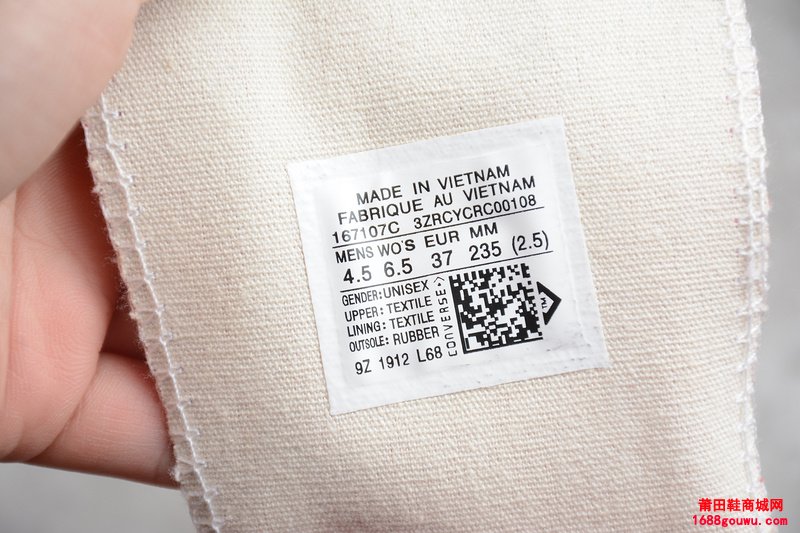 MADE IN VIETNAM
FABRIQUE AU VIETNAM
167107C 3ZRCYCRC00108
MENS WO'S EUR MM
4.5 6.5 37 235 (2.5)
GENDER:UNISEX
UPPER: TEXTILE
LINING: TEXTILE
OUTSOLE: RUBBER
CONVERSE
TM
9Z 1912 L68
莆田鞋商城网
1688gouwu.com